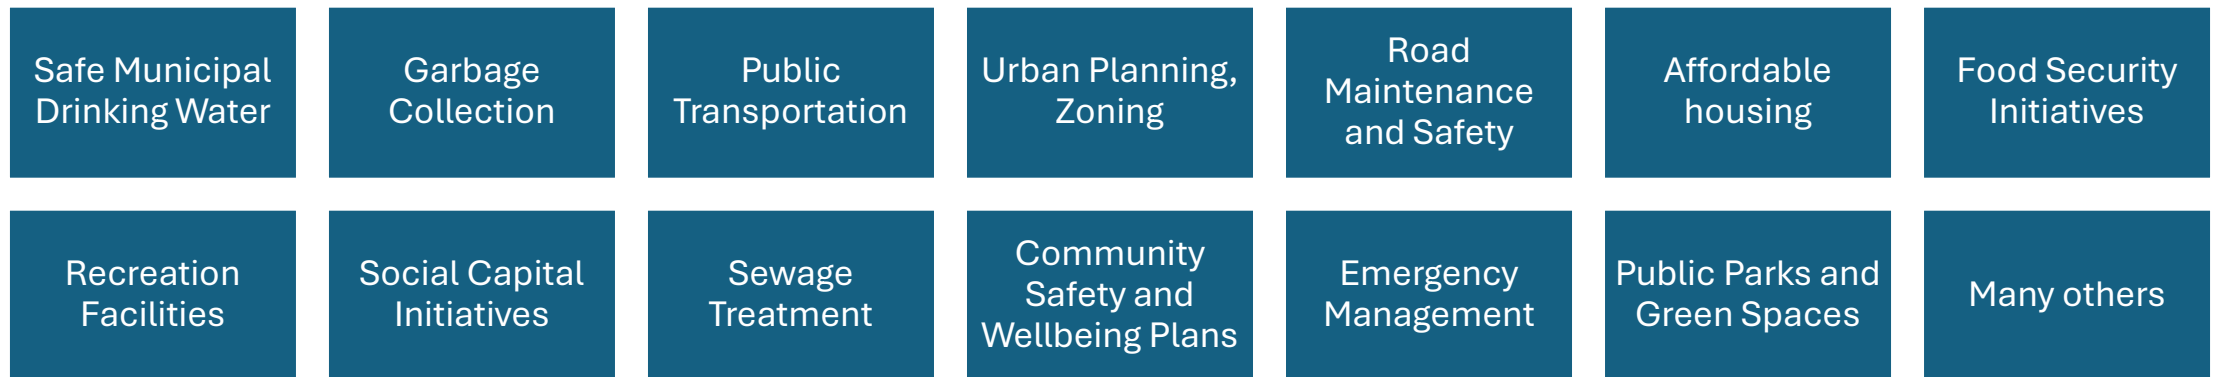 Safe Municipal
Drinking Water
Garbage
Collection
Public
Transportation
Urban Planning,
Zoning
Road
Maintenance
and Safety
Affordable
housing
Food Security
Initiatives
Recreation
Facilities
Social Capital
Initiatives
Sewage
Treatment
Community
Safety and
Wellbeing Plans
Emergency
Management
Public Parks and
Green Spaces
Many others